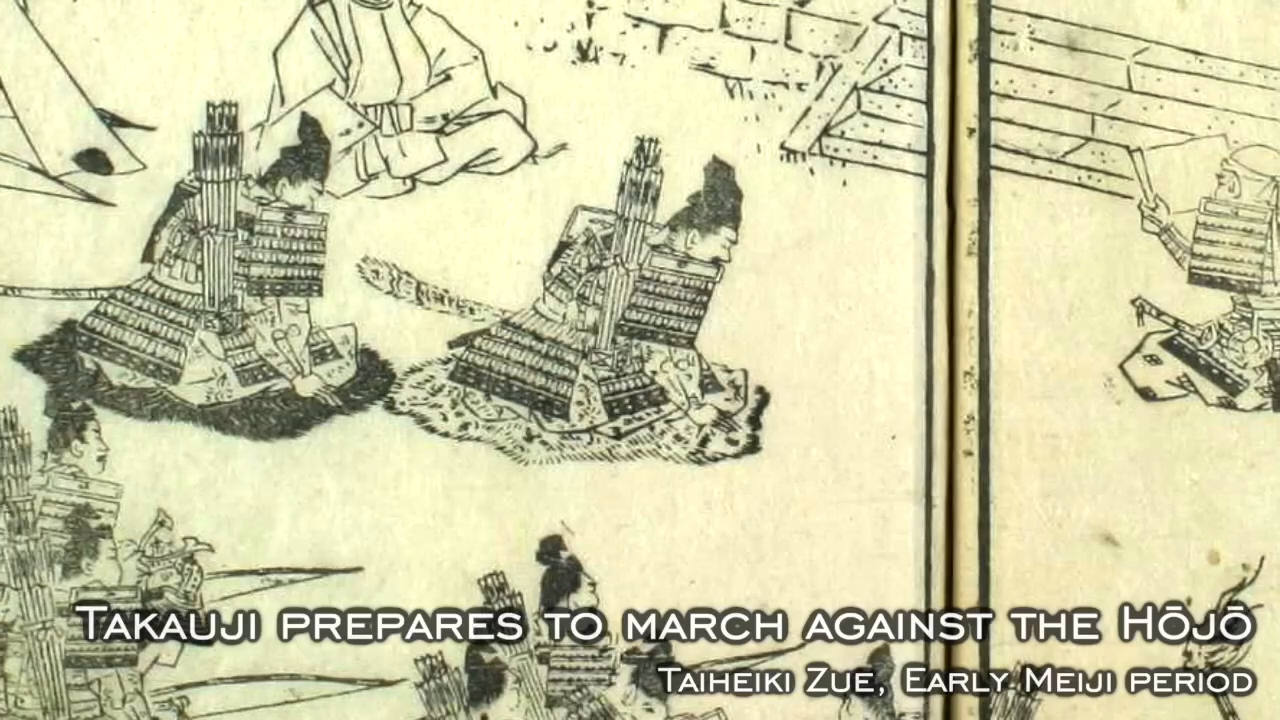 Takauji prepares to march against the Hōjō
Taiheiki Zue, Early Meiji period